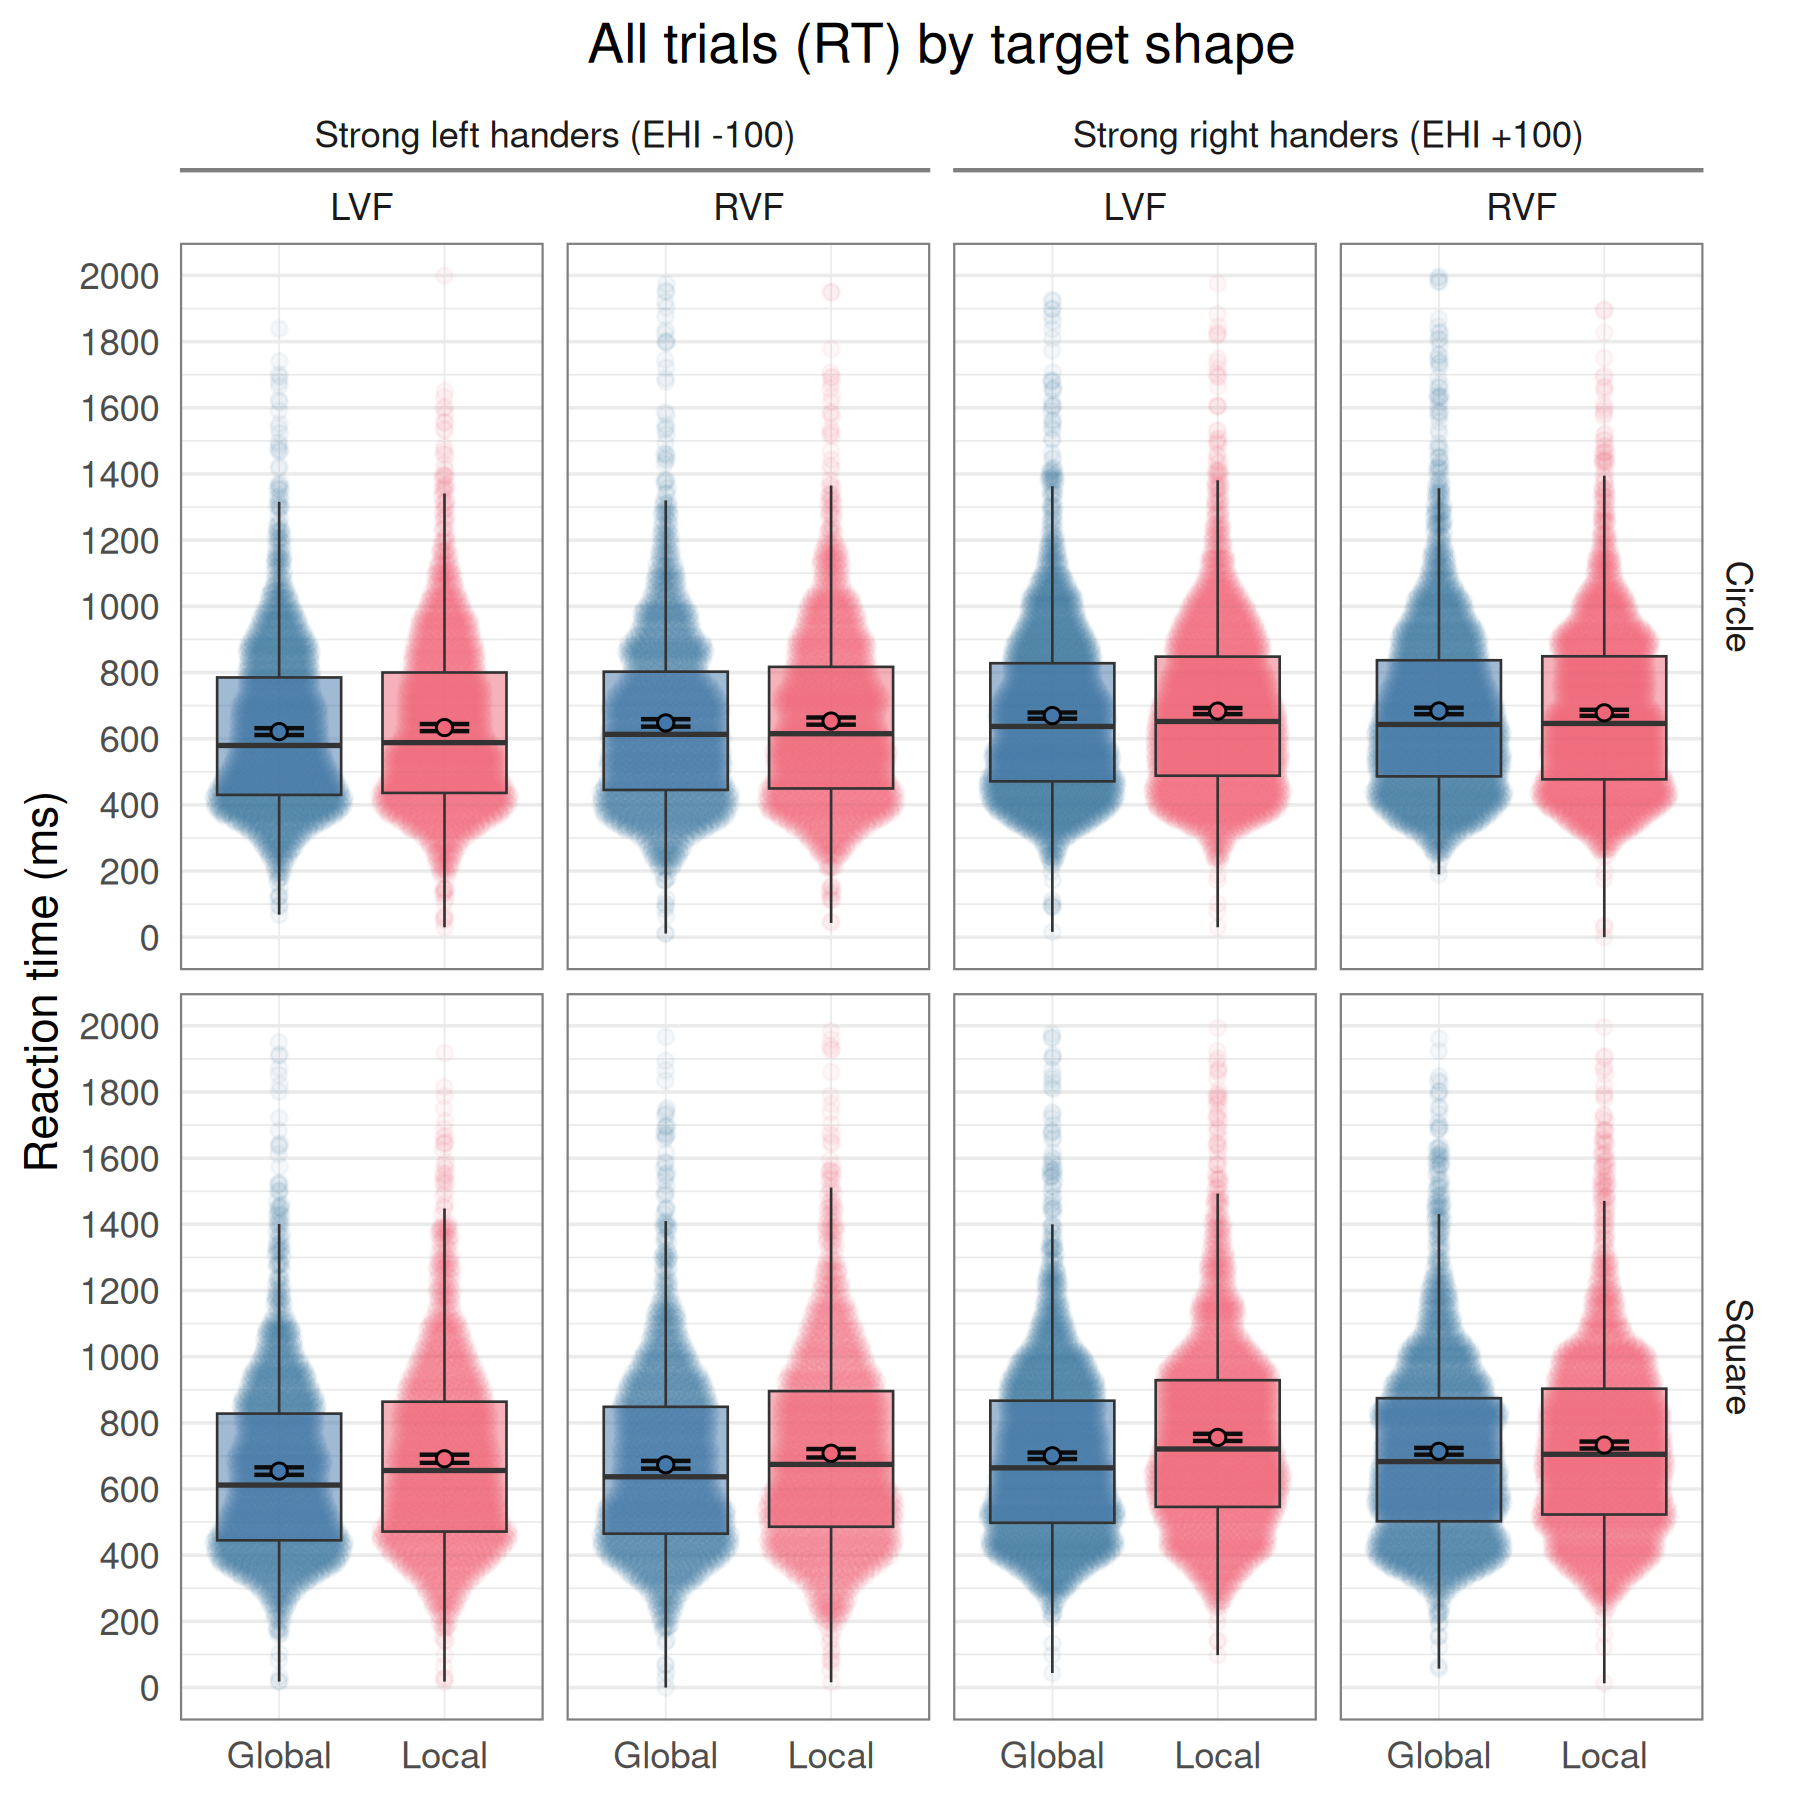 All trials (RT) by target shape
Strong left handers (EHI -100)
Strong right handers (EHI +100)
LVF
RVF
LVF
RVF
2000
1800
1600
1400
1200
1000
800
600
400
200
0
Circle
Reaction time (ms)
2000
1800
1600
1400
1200
1000
800
600
400
200
0
Square
Global
Local
Global
Local
Global
Local
Global
Local